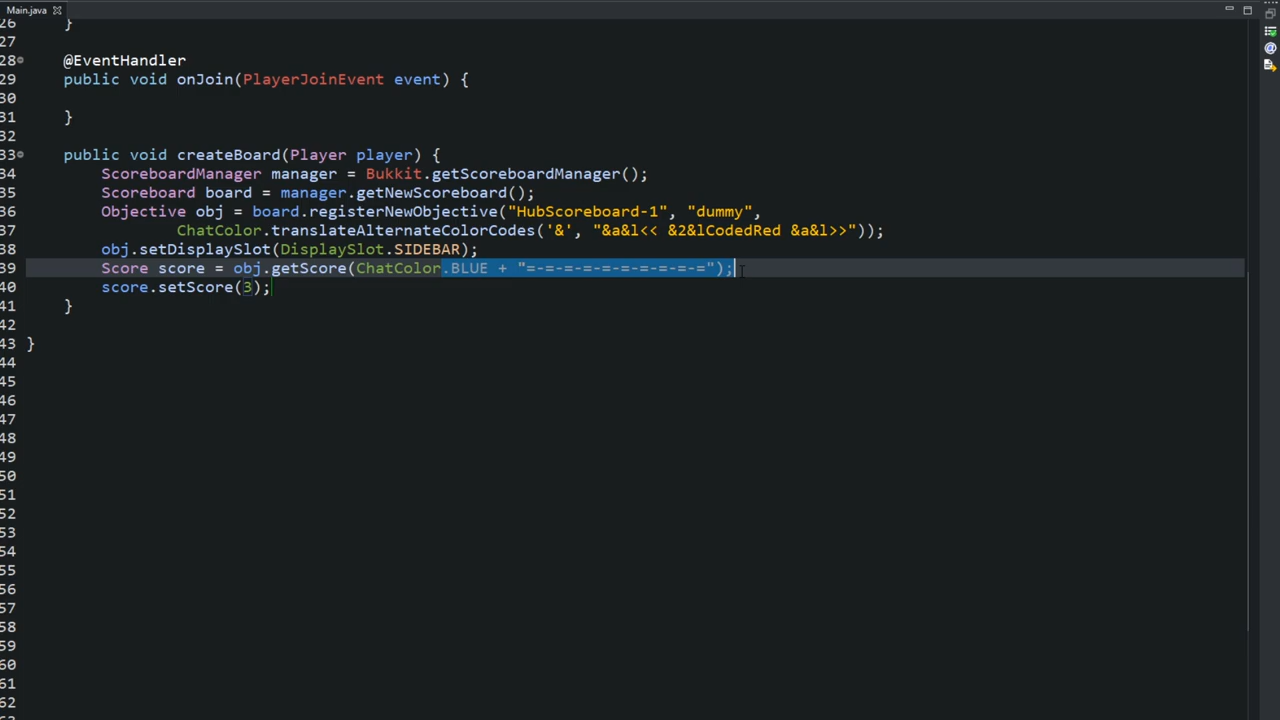 Main.java
26 }
27
28 @EventHandler
29 public void onJoin(PlayerJoinEvent event) {
30
31 }
32
33 public void createBoard(Player player) {
34 ScoreboardManager manager = Bukkit.getScoreboardManager();
35 Scoreboard board = manager.getNewScoreboard();
36 Objective obj = board.registerNewObjective("HubScoreboard-1", "dummy",
37 ChatColor.translateAlternateColorCodes('&', "&a&l<< &2&lCodedRed &a&l>>"));
38 obj.setDisplaySlot(DisplaySlot.SIDEBAR);
39 Score score = obj.getScore(ChatColor.BLUE + "=-=-=-=-=-=-=-=-=-=");
40 score.setScore(3);
41 }
42
43 }
44
45
46
47
48
49
50
51
52
53
54
55
56
57
58
59
60
61
62